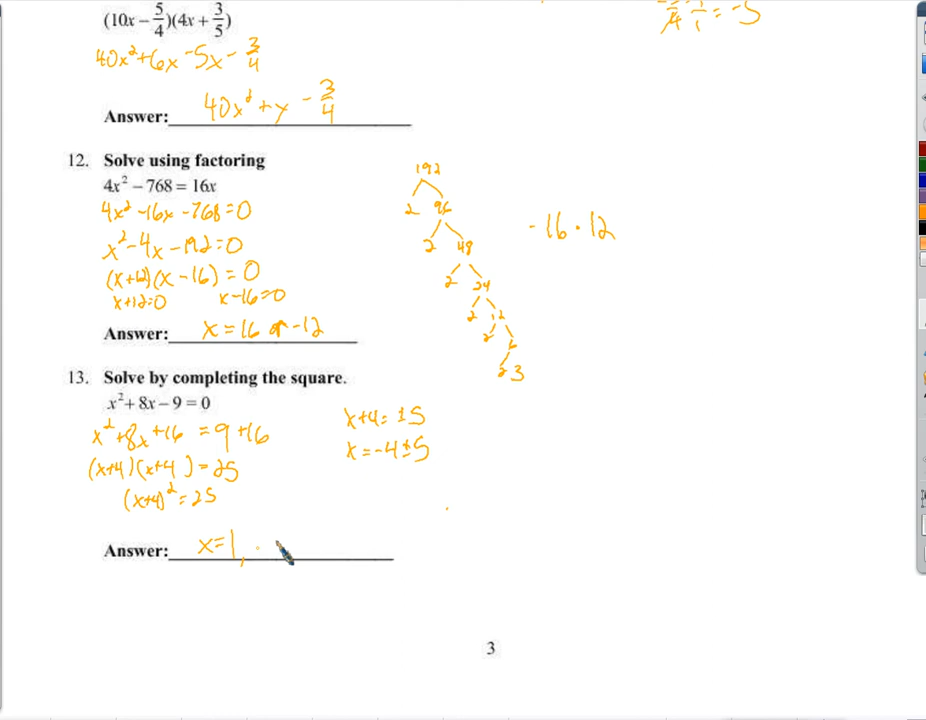 (10x − 5/4)(4x + 3/5)
40x² + 6x − 5x − 3/4
Answer: 40x² + y − 3/4
4 1 = −5
12. Solve using factoring
4x² − 768 = 16x
4x² − 16x − 768 = 0
x² − 4x − 192 = 0
(x+12)(x − 16) = 0
x+12=0 x−16=0
Answer: x = 16 or −12
192
2 96
2 48
2 24
2 12
2 6
2 3
−16 · 12
13. Solve by completing the square.
x² + 8x − 9 = 0
x² + 8x + 16 = 9 + 16
(x+4)(x+4) = 25
(x+4)² = 25
x+4 = ±5
x = −4 ± 5
Answer: x = 1,
3